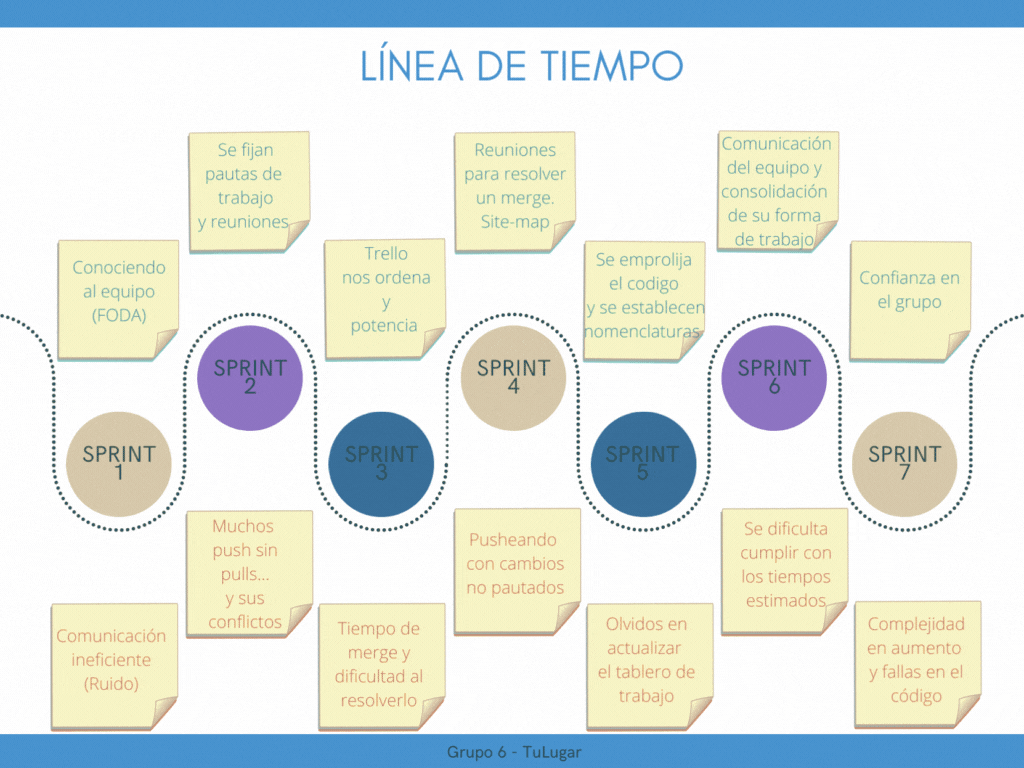 LÍNEA DE TIEMPO
Conociendo
al equipo
(FODA)
Se fijan
pautas de
trabajo
y reuniones
Trello
nos ordena
y
potencia
Reuniones
para resolver
un merge.
Site-map
Se emprolija
el codigo
y se establecen
nomenclaturas
Comunicación
del equipo y
consolidación
de su forma
de trabajo
Confianza en
el grupo
SPRINT
1
SPRINT
2
SPRINT
3
SPRINT
4
SPRINT
5
SPRINT
6
SPRINT
7
Comunicación
ineficiente
(Ruido)
Muchos
push sin
pulls...
y sus
conflictos
Tiempo de
merge y
dificultad al
resolverlo
Pusheando
con cambios
no pautados
Olvidos en
actualizar
el tablero de
trabajo
Se dificulta
cumplir con
los tiempos
estimados
Complejidad
en aumento
y fallas en el
código
Grupo 6 - TuLugar